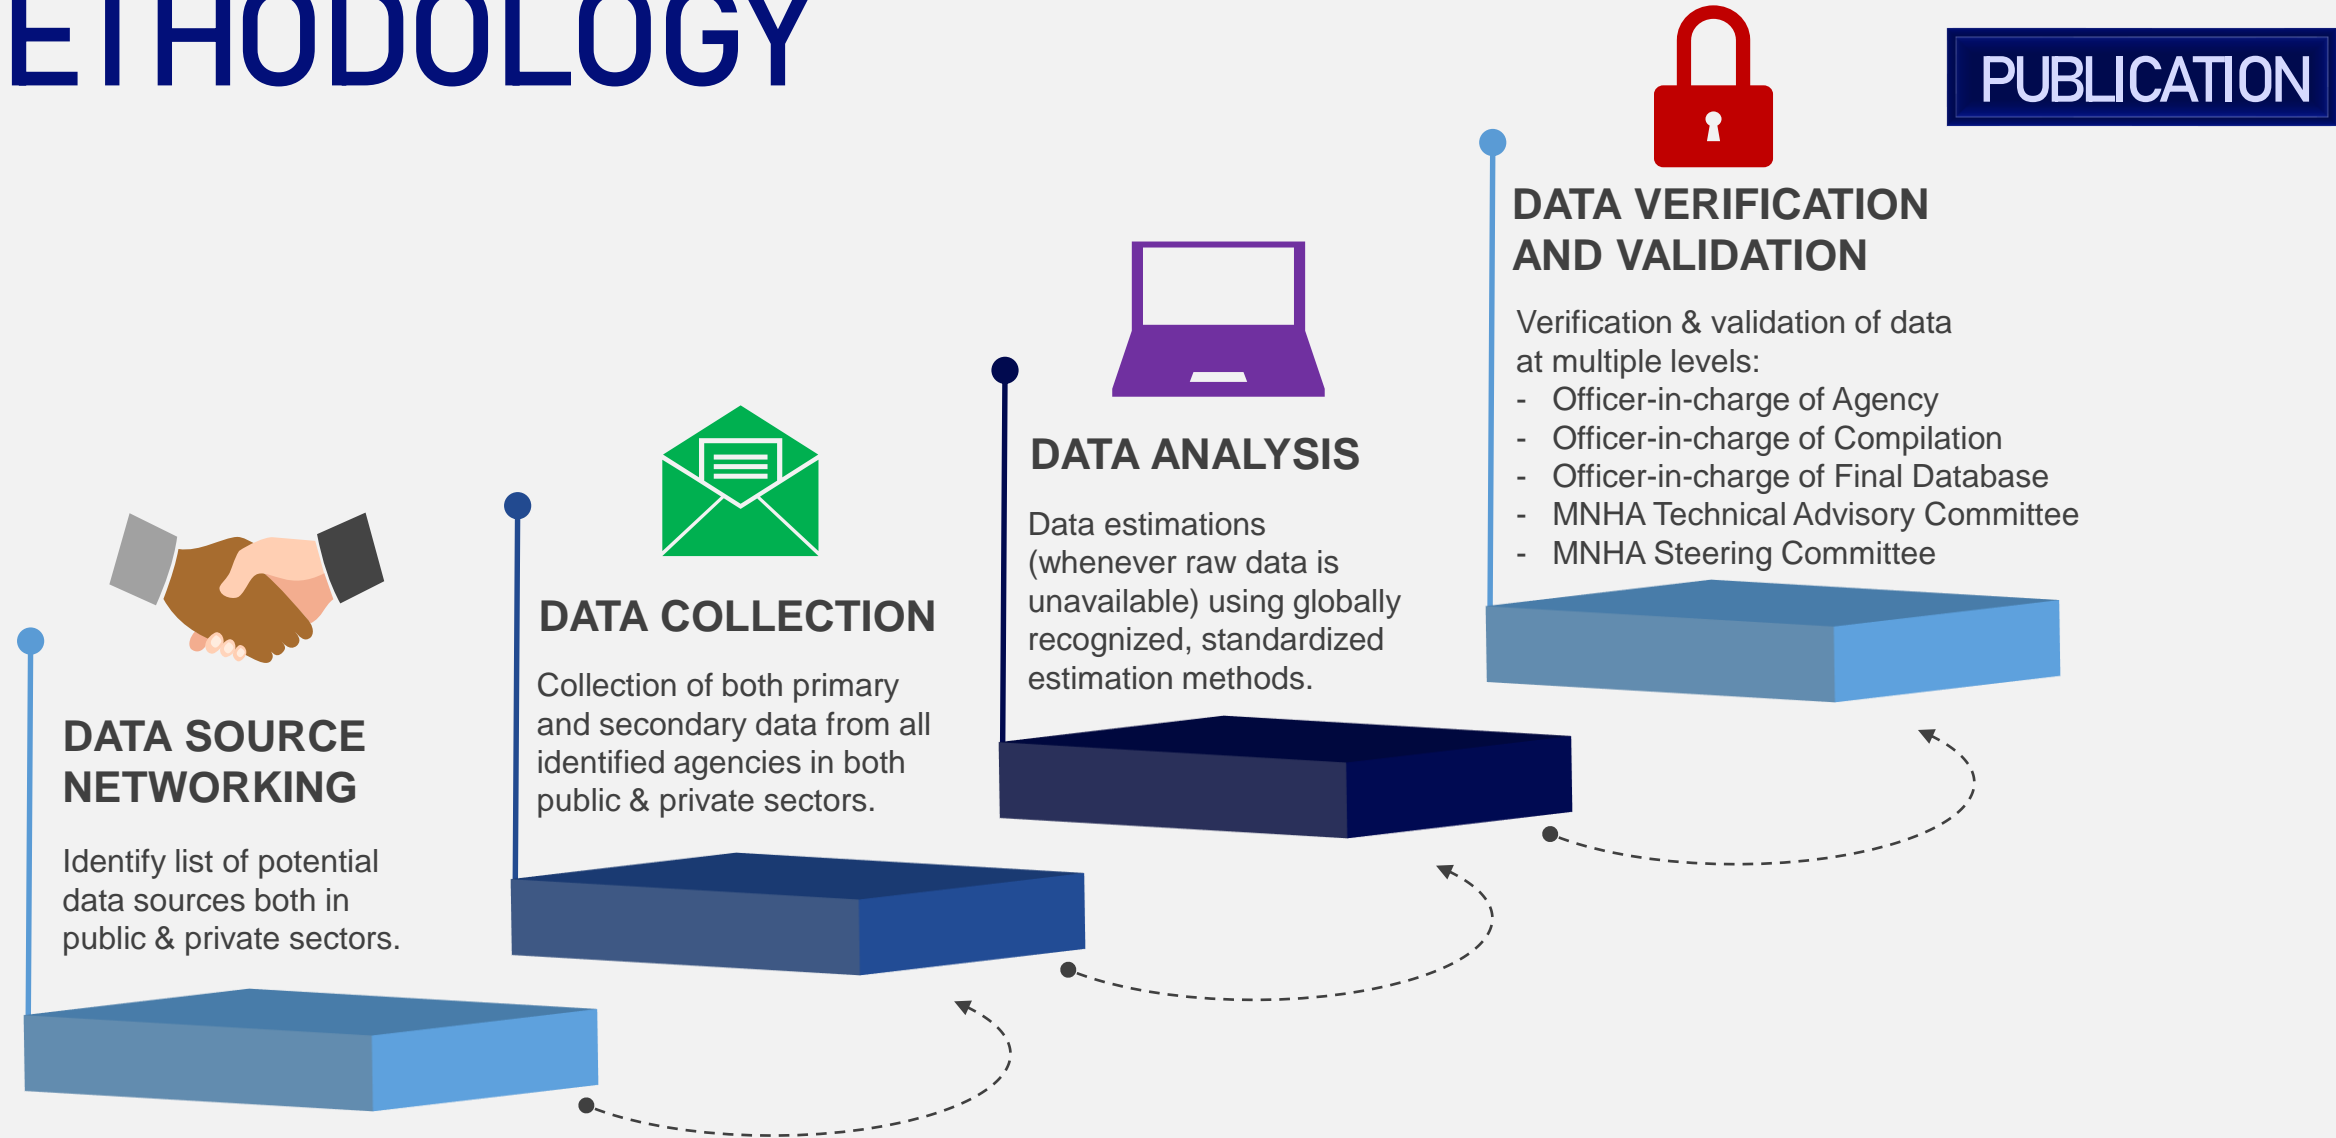 ETHODOLOGY
PUBLICATION
DATA SOURCE
NETWORKING
Identify list of potential
data sources both in
public & private sectors.
DATA COLLECTION
Collection of both primary
and secondary data from all
identified agencies in both
public & private sectors.
DATA ANALYSIS
Data estimations
(whenever raw data is
unavailable) using globally
recognized, standardized
estimation methods.
DATA VERIFICATION
AND VALIDATION
Verification & validation of data
at multiple levels:
- Officer-in-charge of Agency
- Officer-in-charge of Compilation
- Officer-in-charge of Final Database
- MNHA Technical Advisory Committee
- MNHA Steering Committee